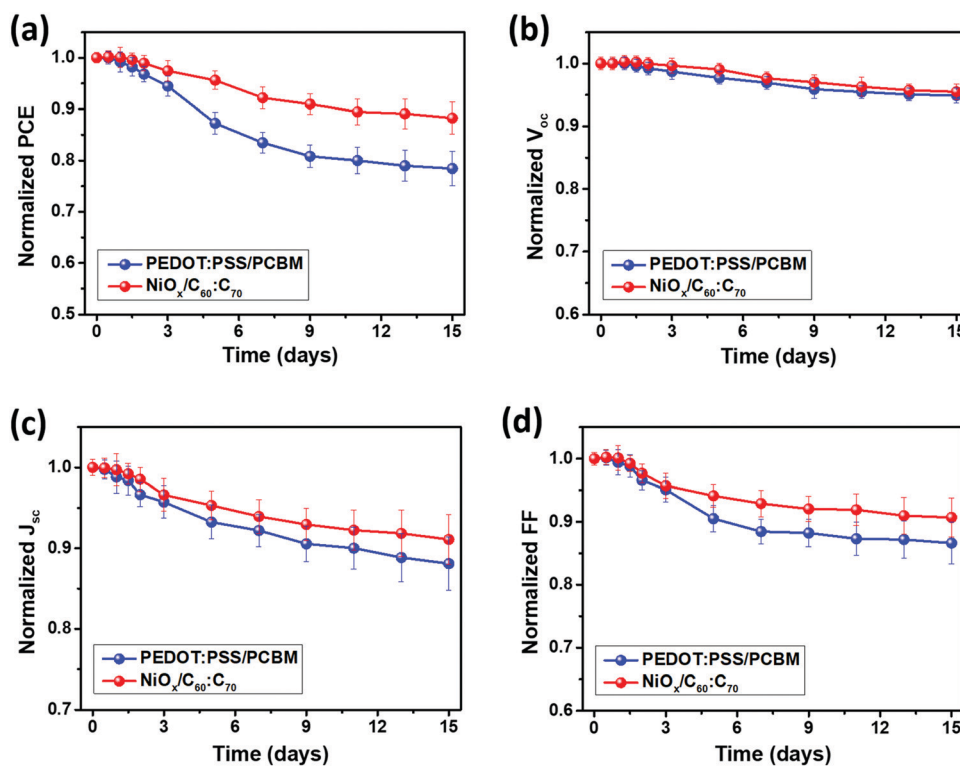 (a)
Normalized PCE
1.0
0.9
0.8
0.7
0.6
0.5
PEDOT:PSS/PCBM
NiOₓ/C₆₀:C₇₀
0 3 6 9 12 15
Time (days)
(b)
Normalized Vₒc
1.0
0.9
0.8
0.7
0.6
PEDOT:PSS/PCBM
NiOₓ/C₆₀:C₇₀
0 3 6 9 12 15
Time (days)
(c)
Normalized Jsc
1.0
0.9
0.8
0.7
PEDOT:PSS/PCBM
NiOₓ/C₆₀:C₇₀
0 3 6 9 12 15
Time (days)
(d)
Normalized FF
1.0
0.9
0.8
0.7
0.6
PEDOT:PSS/PCBM
NiOₓ/C₆₀:C₇₀
0 3 6 9 12 15
Time (days)